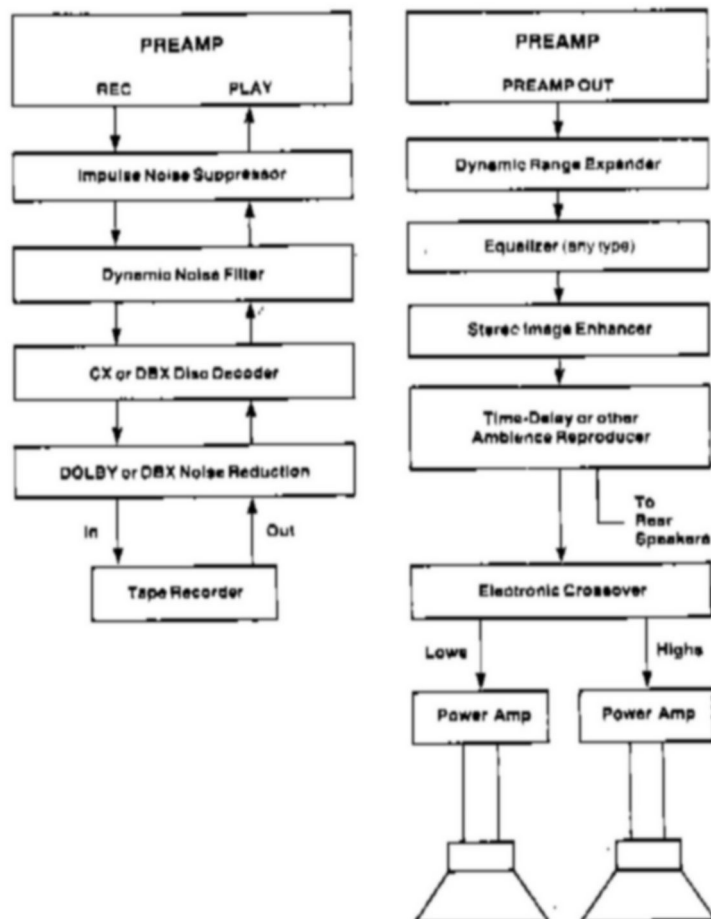 PREAMP
REC PLAY
Impulse Noise Suppressor
Dynamic Noise Filter
CX or DBX Disc Decoder
DOLBY or DBX Noise Reduction
In Out
Tape Recorder
PREAMP
PREAMP OUT
Dynamic Range Expander
Equalizer (any type)
Stereo Image Enhancer
Time-Delay or other
Ambience Reproducer
To
Rear
Speakers
Electronic Crossover
Lows Highs
Power Amp Power Amp